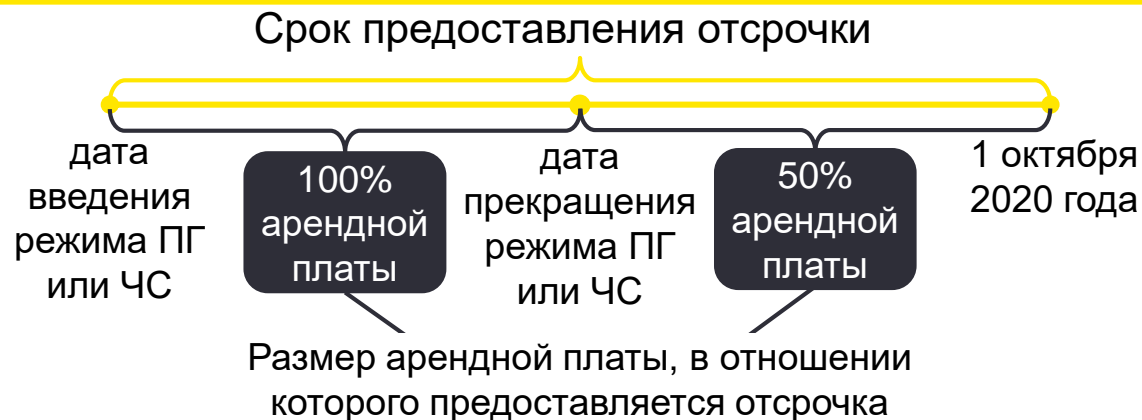 Срок предоставления отсрочки
дата
введения
режима ПГ
или ЧС
100%
арендной
платы
дата
прекращения
режима ПГ
или ЧС
50%
арендной
платы
1 октября
2020 года
Размер арендной платы, в отношении
которого предоставляется отсрочка